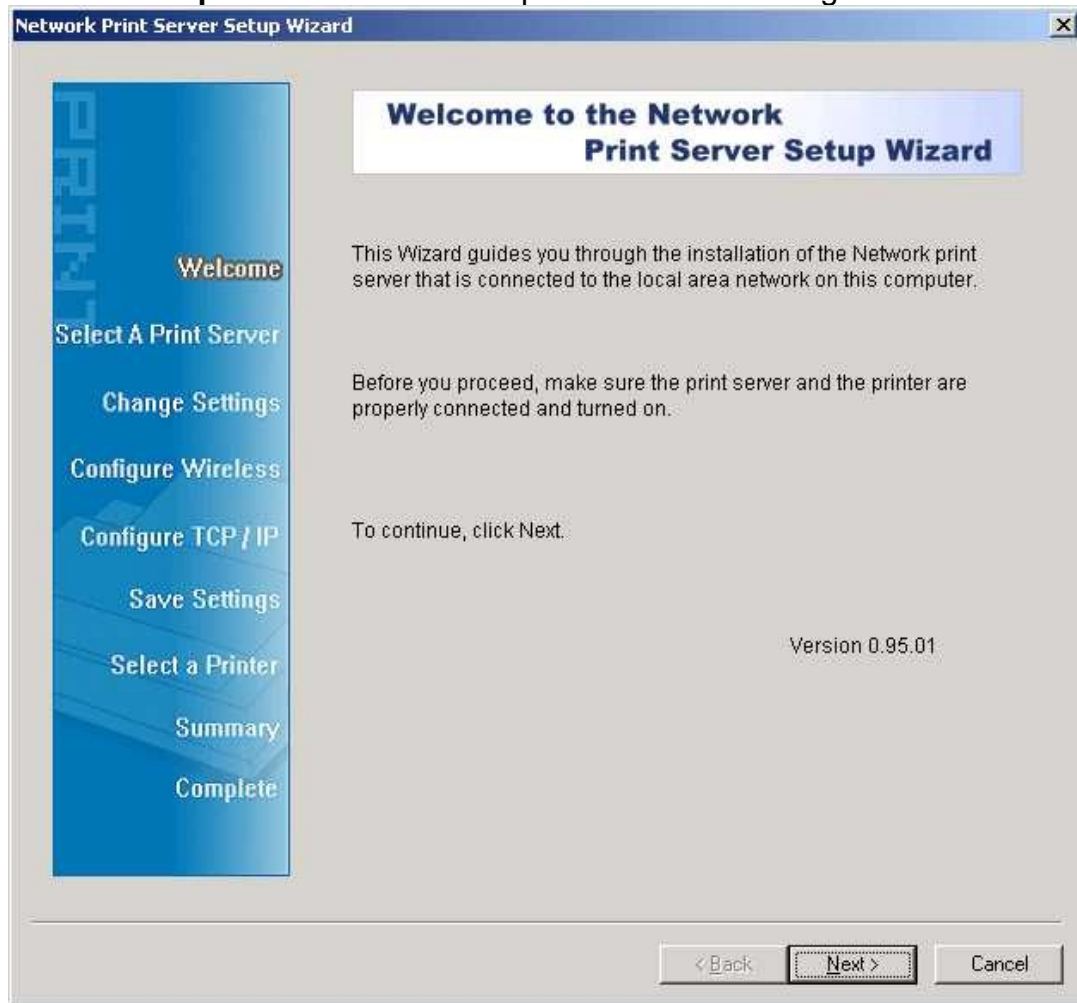 Network Print Server Setup Wizard
PRINT
Welcome
Select A Print Server
Change Settings
Configure Wireless
Configure TCP / IP
Save Settings
Select a Printer
Summary
Complete
Welcome to the Network
Print Server Setup Wizard
This Wizard guides you through the installation of the Network print
server that is connected to the local area network on this computer.
Before you proceed, make sure the print server and the printer are
properly connected and turned on.
To continue, click Next.
Version 0.95.01
< Back
Next >
Cancel